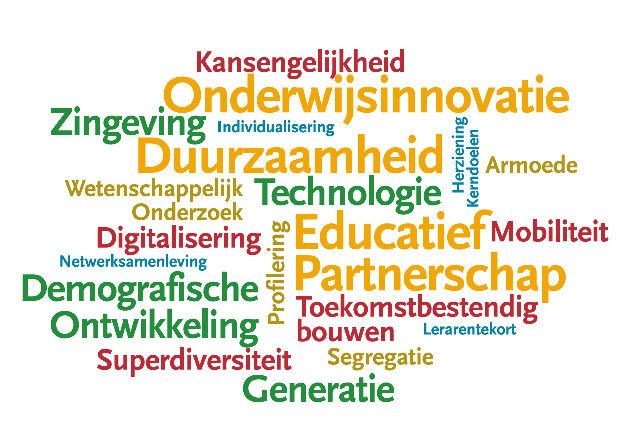 Kansengelijkheid
Onderwijsinnovatie
Zingeving
Individualisering
Duurzaamheid
Herziening
Kerndoelen
Armoede
Wetenschappelijk
Onderzoek
Technologie
Digitalisering
Profilering
Educatief
Partnerschap
Mobiliteit
Netwerksamenleving
Demografische
Ontwikkeling
Toekomstbestendig
bouwen
Lerarentekort
Superdiversiteit
Segregatie
Generatie